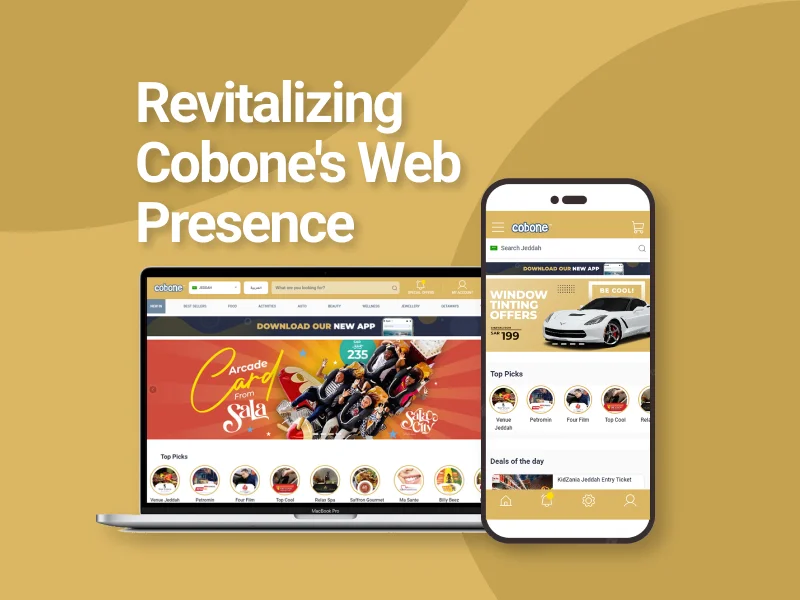 Revitalizing
Cobone's Web
Presence
cobone
JEDDAH
العربية
What are you looking for?
SPECIAL OFFERS
MY ACCOUNT
NEW IN
BEST SELLERS
FOOD
ACTIVITIES
AUTO
BEAUTY
WELLNESS
JEWELLERY
GETAWAYS
DOWNLOAD OUR NEW APP
Arcade
Card
From
Sala
235
Top Picks
Venue Jeddah
Petromin
Four Film
Top Cool
Relax Spa
Saffron Gourmet
Ma Santé
Billy Beez
MacBook Pro
cobone
Search Jeddah
DOWNLOAD OUR NEW APP
WINDOW
TINTING
OFFERS
BE COOL!
SAR 199
Top Picks
Venue
Jeddah
Petromin
Four Film
Top Cool
Rela
Deals of the day
KidZania Jeddah Entry Ticket